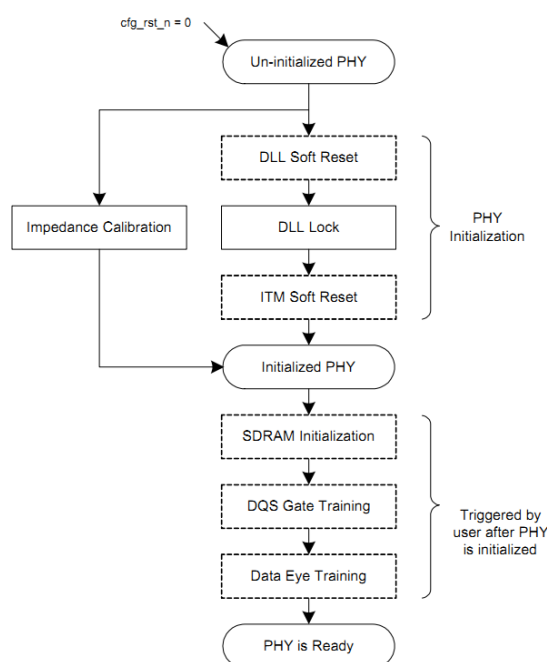 cfg_rst_n = 0
Un-initialized PHY
DLL Soft Reset
Impedance Calibration
DLL Lock
PHY
Initialization
ITM Soft Reset
Initialized PHY
SDRAM Initialization
DQS Gate Training
Triggered by
user after PHY
is initialized
Data Eye Training
PHY is Ready